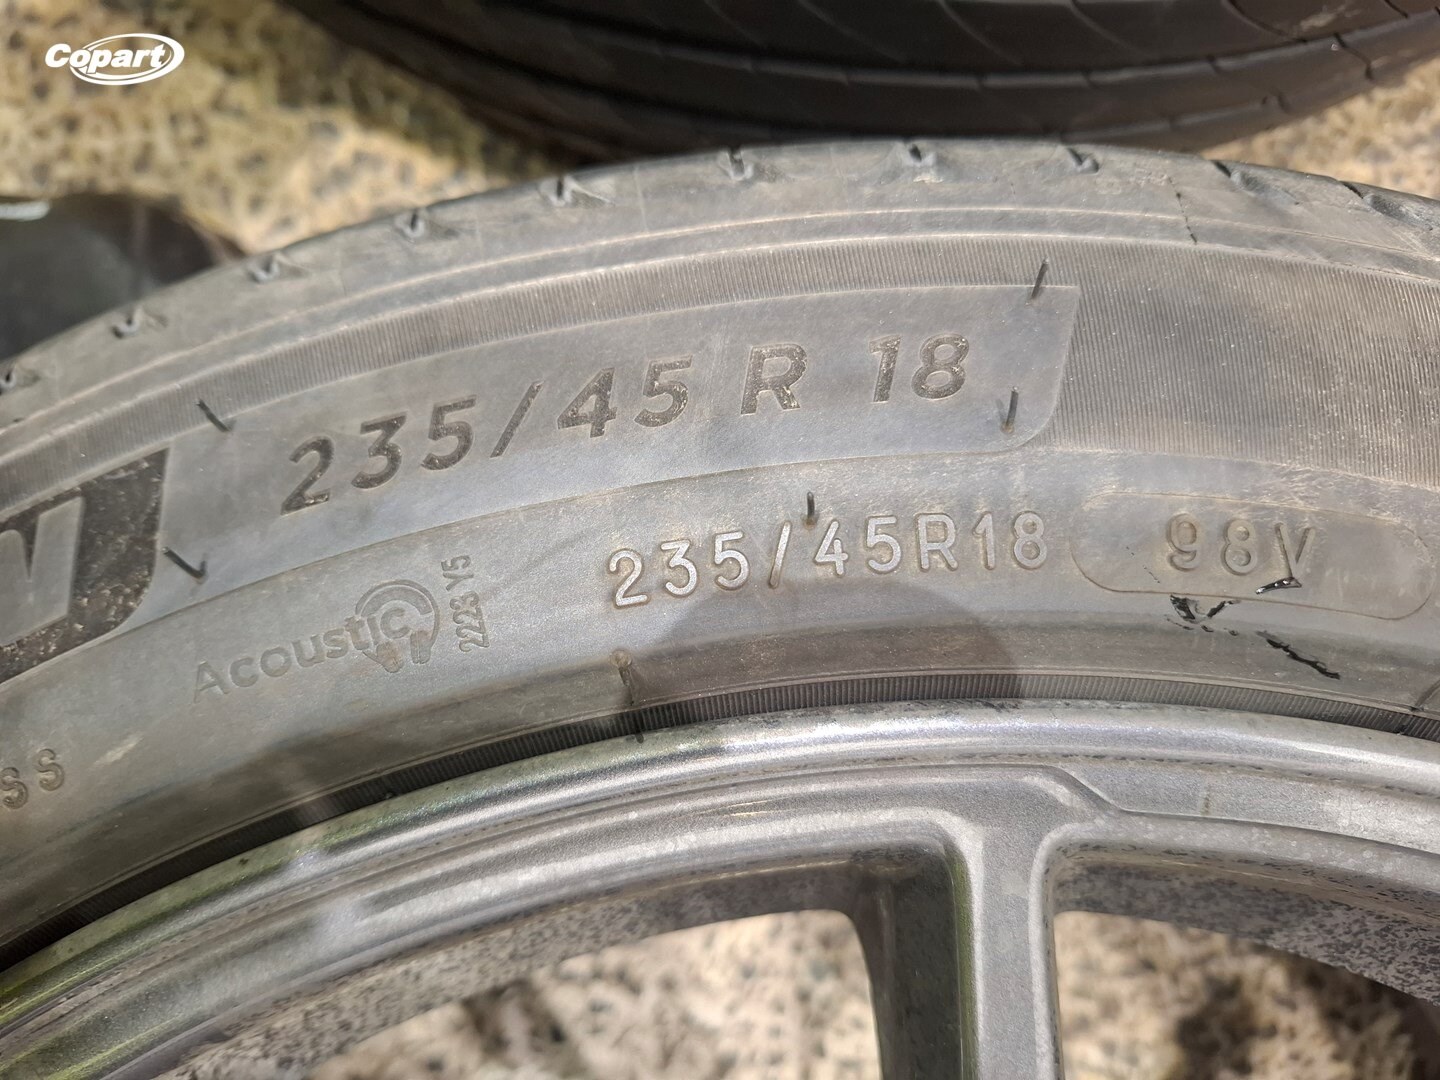 Copart
235/45 R 18
235/45R18 98V
Acoustic
2223 Y5
SS